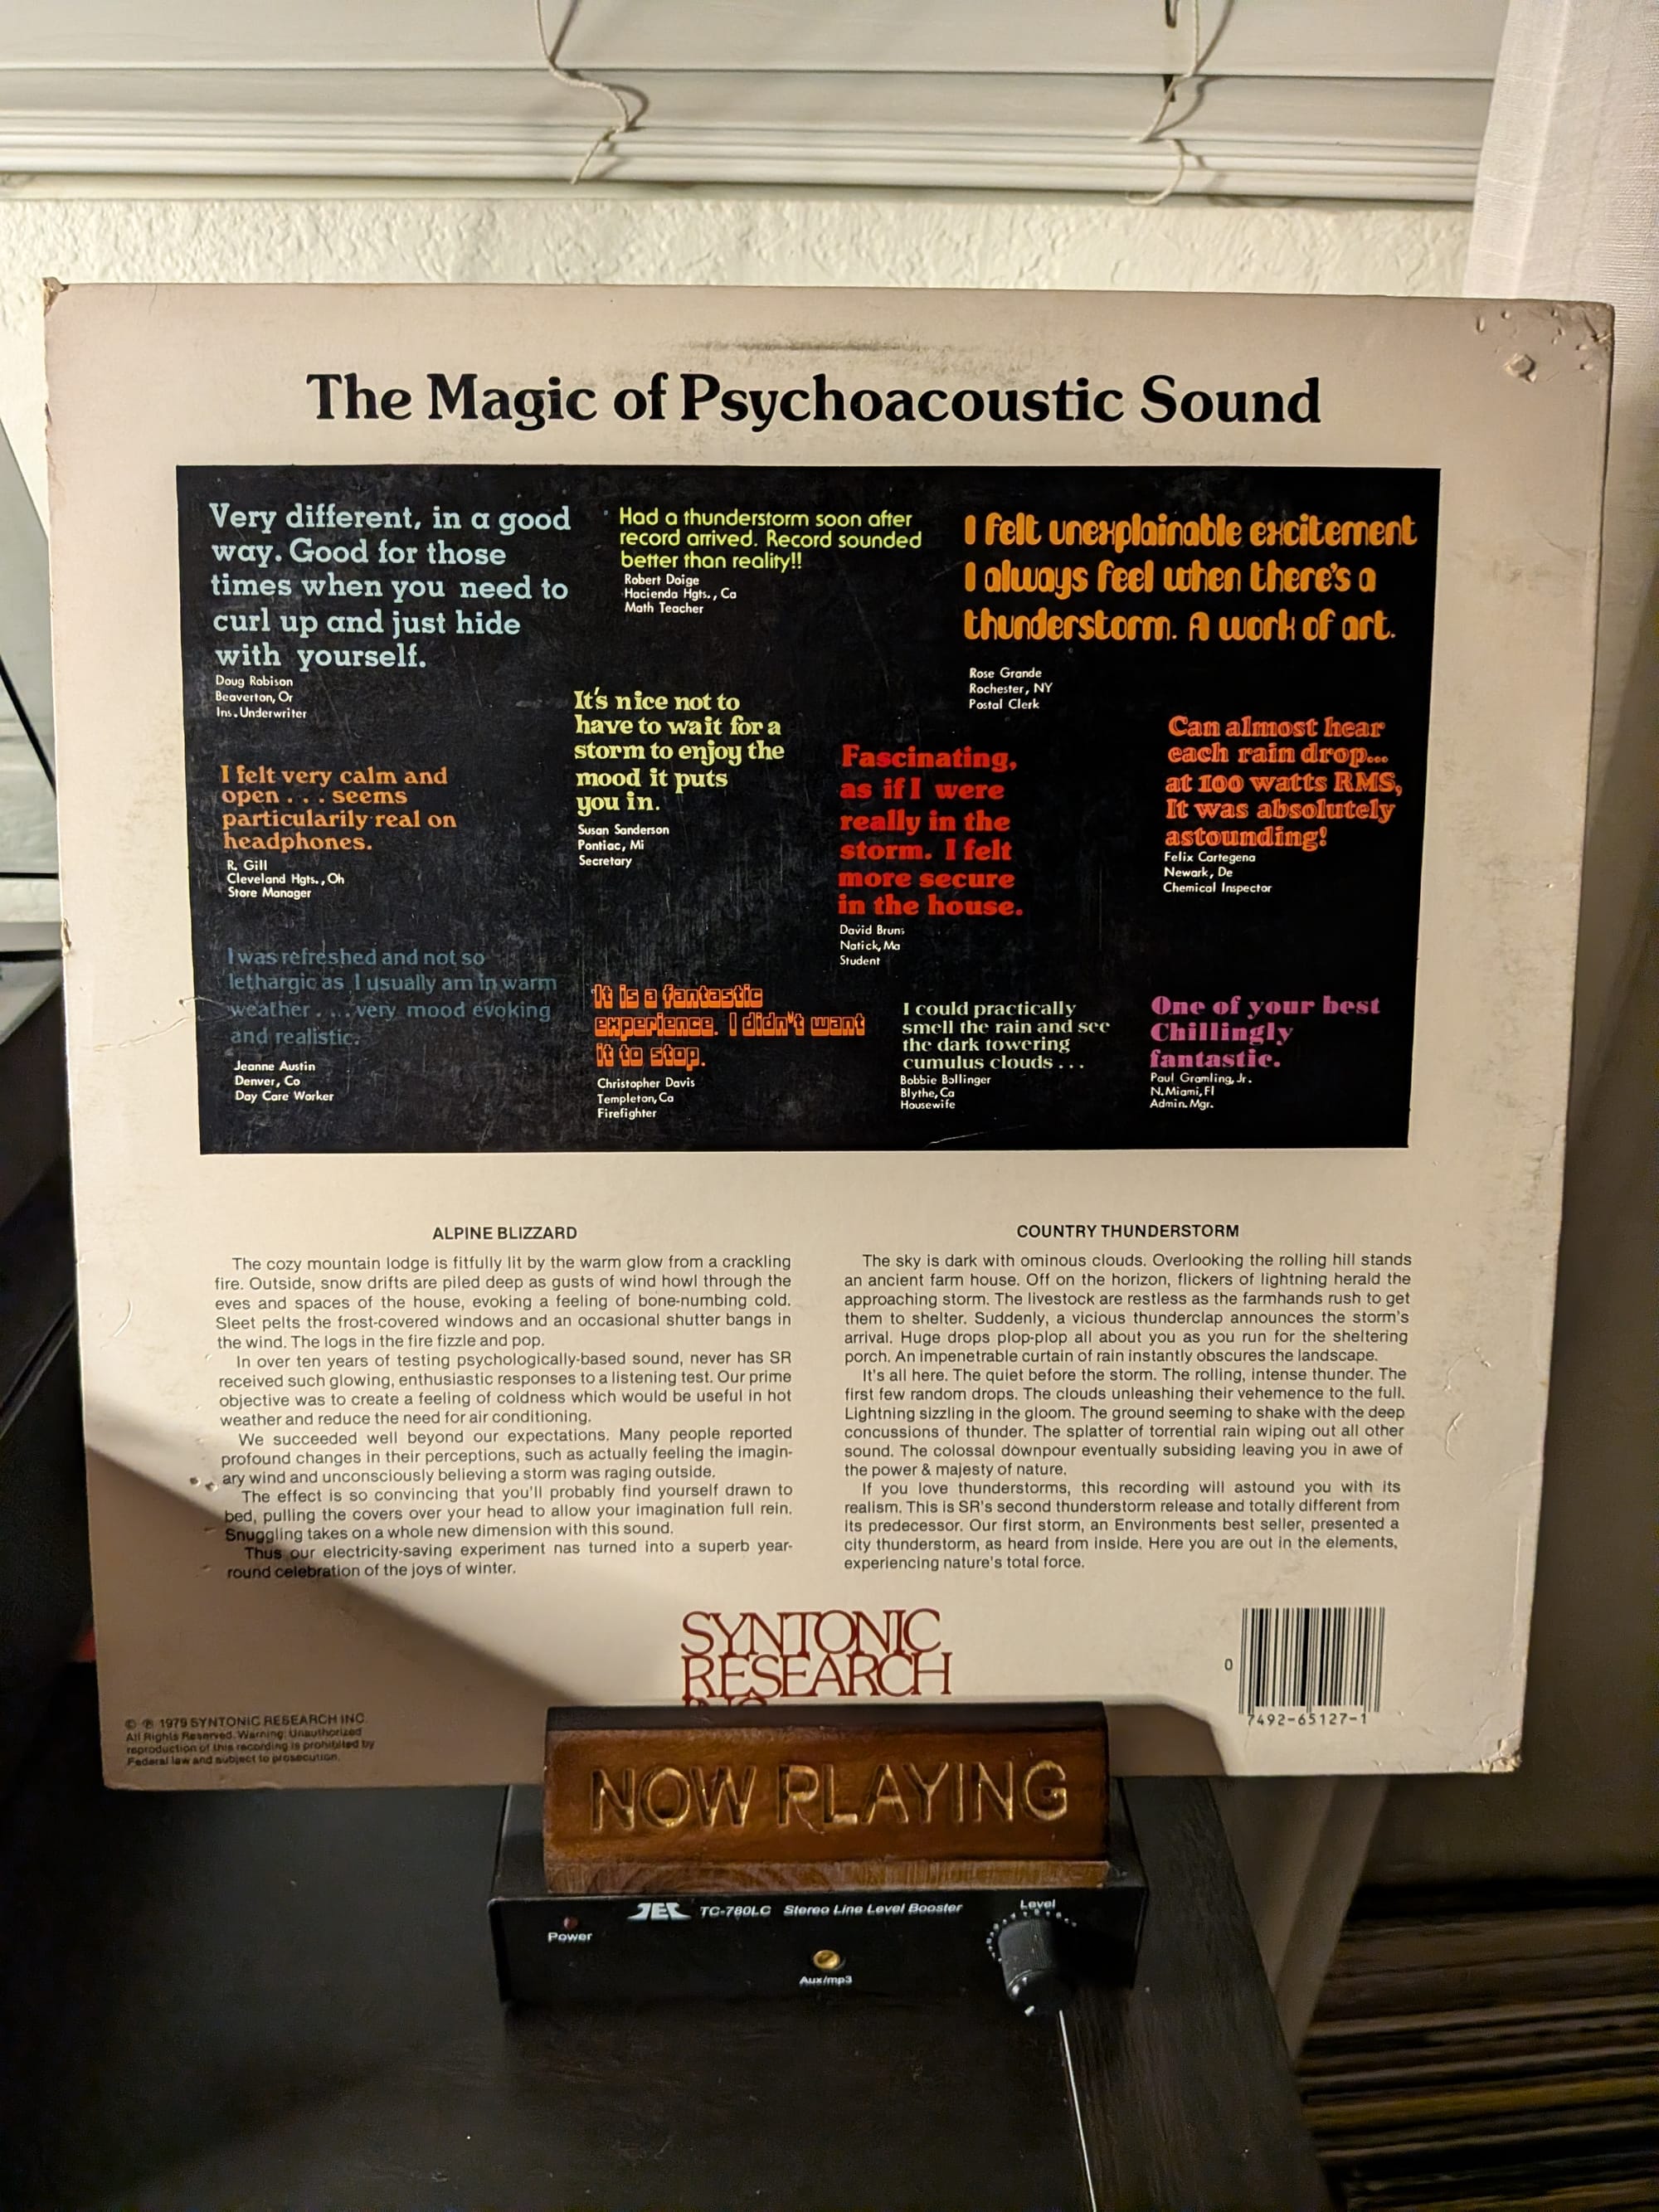 The Magic of Psychoacoustic Sound
Very different, in a good
way. Good for those
times when you need to
curl up and just hide
with yourself.
Doug Robison
Beaverton, Or
Ins. Underwriter
Had a thunderstorm soon after
record arrived. Record sounded
better than reality!!
Robert Doige
Hacienda Hgts., Ca
Math Teacher
I felt unexplainable excitement
I always feel when there's a
thunderstorm. A work of art.
Rose Grande
Rochester, NY
Postal Clerk
I felt very calm and
open . . . seems
particularily real on
headphones.
R. Gill
Cleveland Hgts., Oh
Store Manager
It's nice not to
have to wait for a
storm to enjoy the
mood it puts
you in.
Susan Sanderson
Pontiac, Mi
Secretary
Fascinating,
as if I were
really in the
storm. I felt
more secure
in the house.
David Bruns
Natick, Ma
Student
Can almost hear
each rain drop...
at 100 watts RMS,
It was absolutely
astounding!
Felix Cartegena
Newark, De
Chemical Inspector
I was refreshed and not so
lethargic as I usually am in warm
weather . . . very mood evoking
and realistic.
Jeanne Austin
Denver, Co
Day Care Worker
It is a fantastic
experience. I didn't want
it to stop.
Christopher Davis
Templeton, Ca
Firefighter
I could practically
smell the rain and see
the dark towering
cumulus clouds . . .
Bobbie Bollinger
Blythe, Ca
Housewife
One of your best
Chillingly
fantastic.
Paul Gramling, Jr.
N. Miami, Fl
Admin. Mgr.
ALPINE BLIZZARD
The cozy mountain lodge is fitfully lit by the warm glow from a crackling
fire. Outside, snow drifts are piled deep as gusts of wind howl through the
eves and spaces of the house, evoking a feeling of bone-numbing cold.
Sleet pelts the frost-covered windows and an occasional shutter bangs in
the wind. The logs in the fire fizzle and pop.
In over ten years of testing psychologically-based sound, never has SR
received such glowing, enthusiastic responses to a listening test. Our prime
objective was to create a feeling of coldness which would be useful in hot
weather and reduce the need for air conditioning.
We succeeded well beyond our expectations. Many people reported
profound changes in their perceptions, such as actually feeling the imagin-
ary wind and unconsciously believing a storm was raging outside.
The effect is so convincing that you'll probably find yourself drawn to
bed, pulling the covers over your head to allow your imagination full rein.
Snuggling takes on a whole new dimension with this sound.
Thus our electricity-saving experiment has turned into a superb year-
round celebration of the joys of winter.
COUNTRY THUNDERSTORM
The sky is dark with ominous clouds. Overlooking the rolling hill stands
an ancient farm house. Off on the horizon, flickers of lightning herald the
approaching storm. The livestock are restless as the farmhands rush to get
them to shelter. Suddenly, a vicious thunderclap announces the storm's
arrival. Huge drops plop-plop all about you as you run for the sheltering
porch. An impenetrable curtain of rain instantly obscures the landscape.
It's all here. The quiet before the storm. The rolling, intense thunder. The
first few random drops. The clouds unleashing their vehemence to the full.
Lightning sizzling in the gloom. The ground seeming to shake with the deep
concussions of thunder. The splatter of torrential rain wiping out all other
sound. The colossal downpour eventually subsiding leaving you in awe of
the power & majesty of nature.
If you love thunderstorms, this recording will astound you with its
realism. This is SR's second thunderstorm release and totally different from
its predecessor. Our first storm, an Environments best seller, presented a
city thunderstorm, as heard from inside. Here you are out in the elements,
experiencing nature's total force.
SYNTONIC
RESEARCH
0
7492-65127-1
© ℗ 1979 SYNTONIC RESEARCH INC.
All Rights Reserved. Warning: Unauthorized
reproduction of this recording is prohibited by
Federal law and subject to prosecution.
NOW PLAYING
TEC TC-780LC Stereo Line Level Booster
Level
Power
Aux/mp3